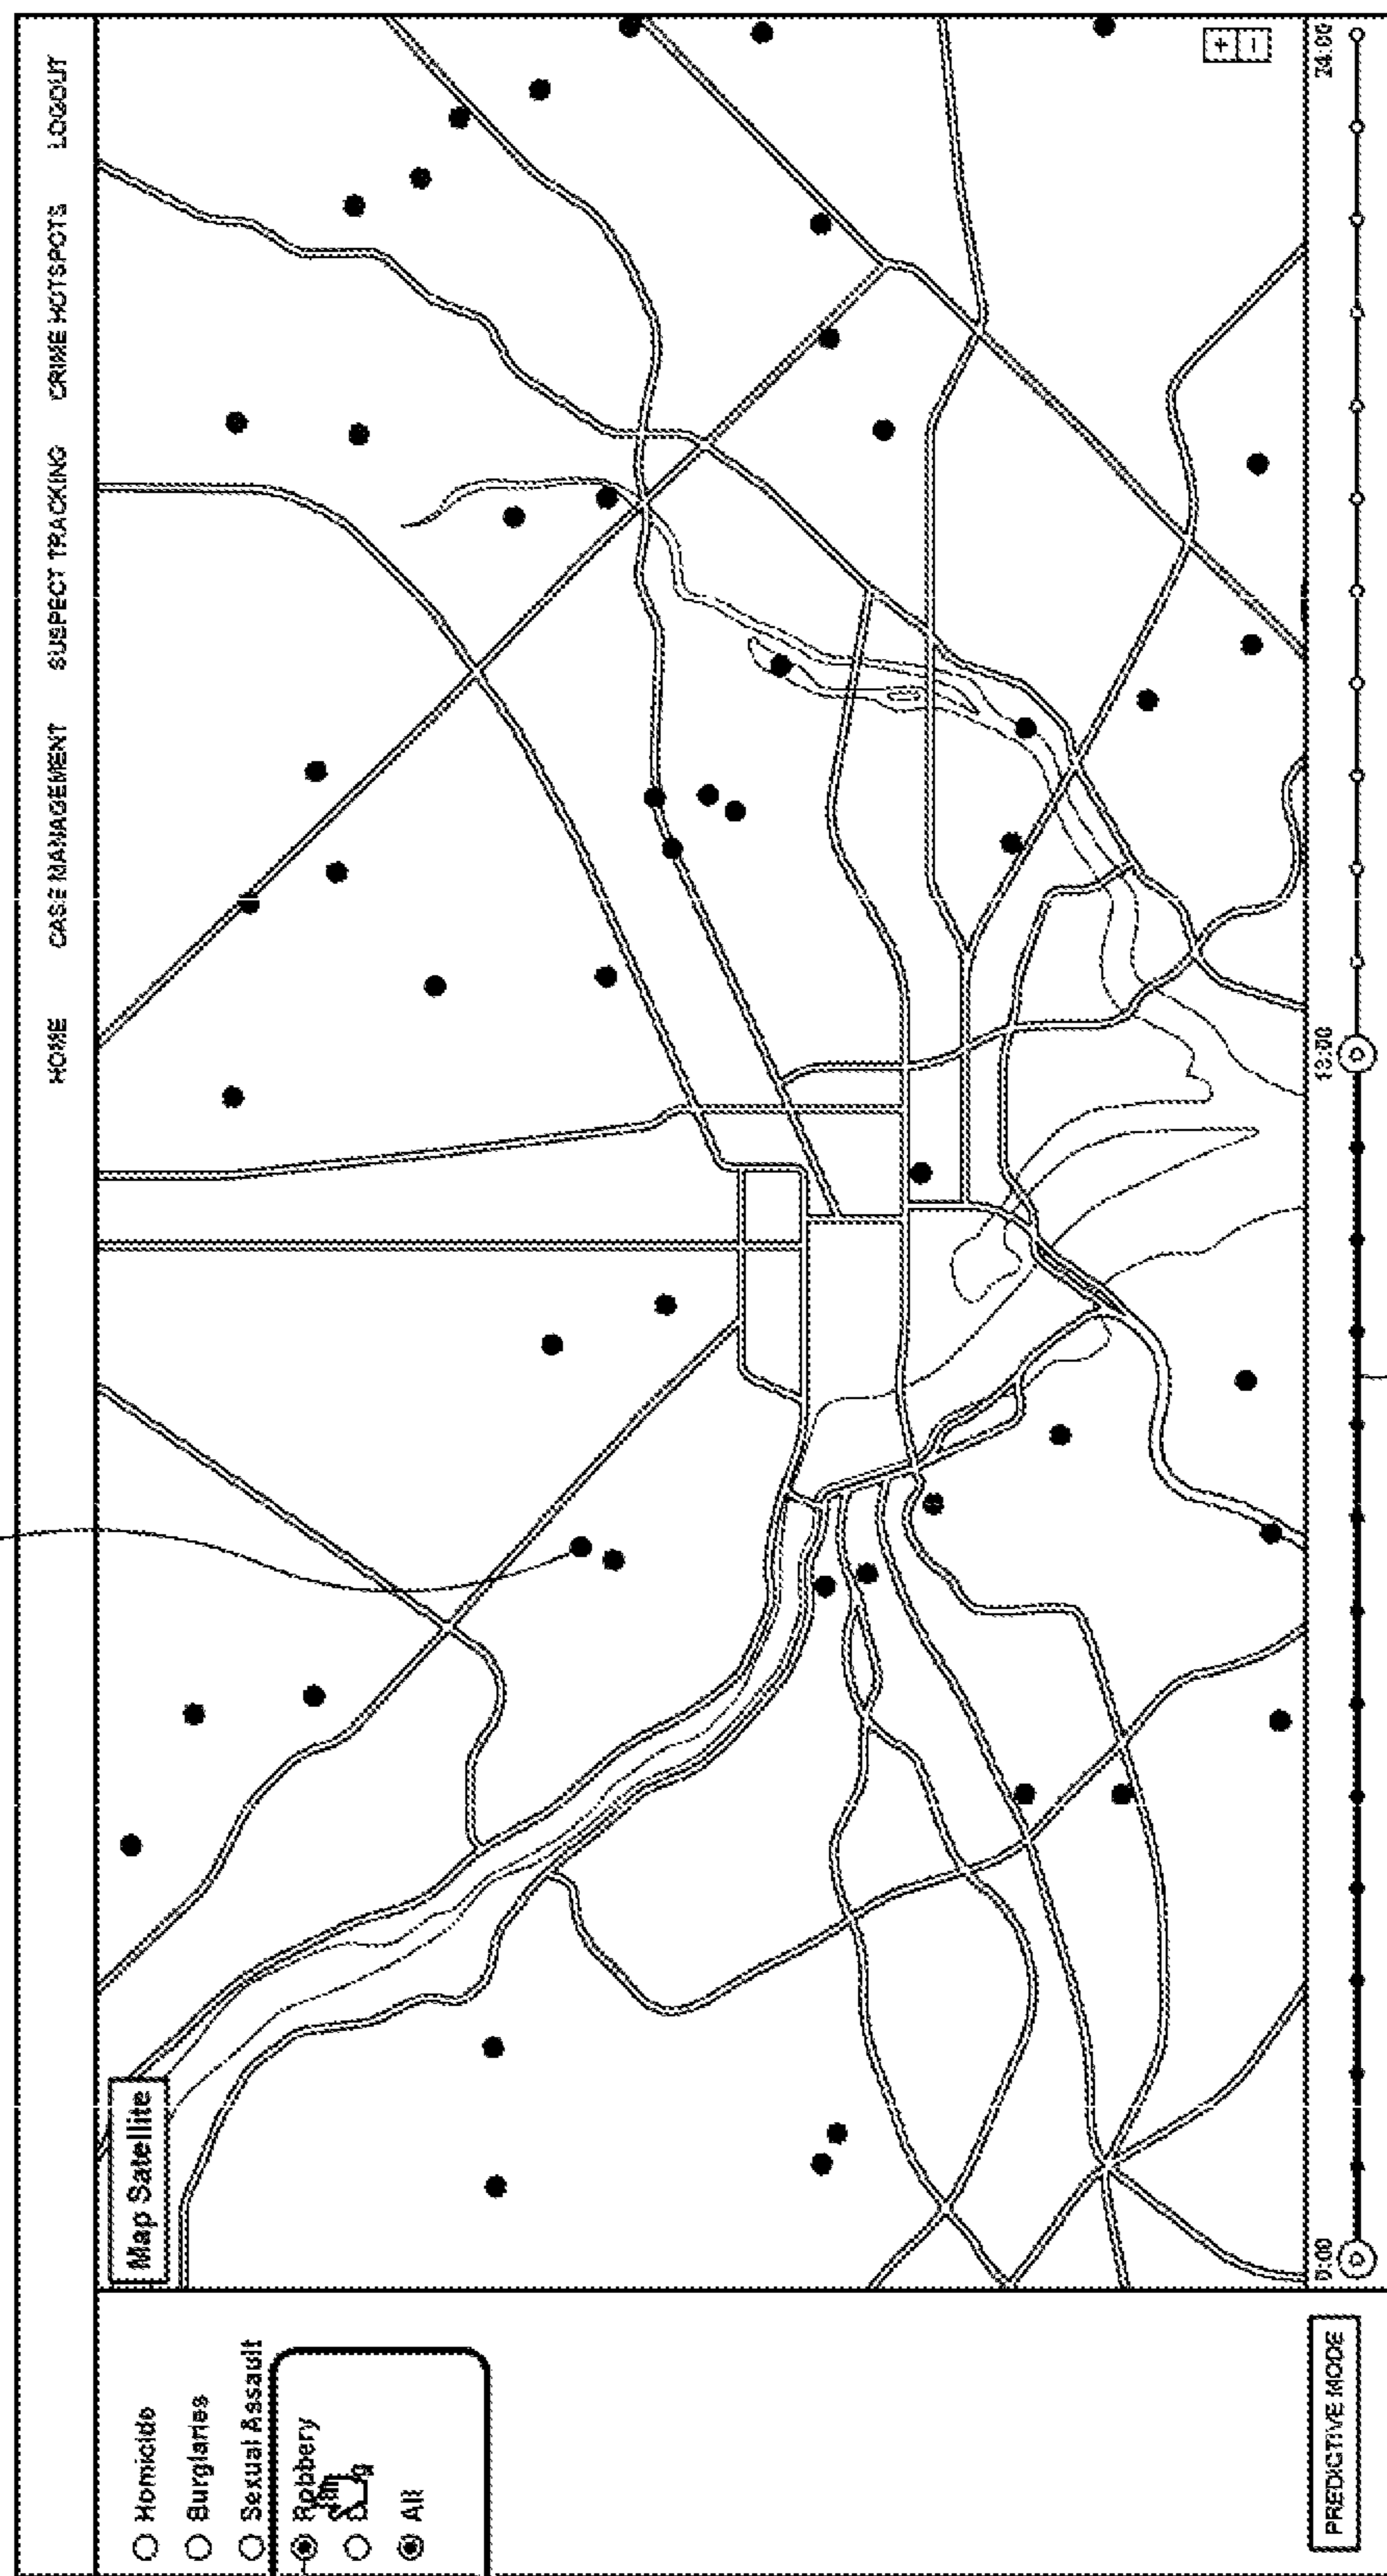 HOME CASE MANAGEMENT SUSPECT TRACKING CRIME HOTSPOTS LOGOUT
Homicide
Burglaries
Sexual Assault
Robbery
All
Map Satellite
+
−
0:00 13:00 24:00
PREDICTIVE MODE